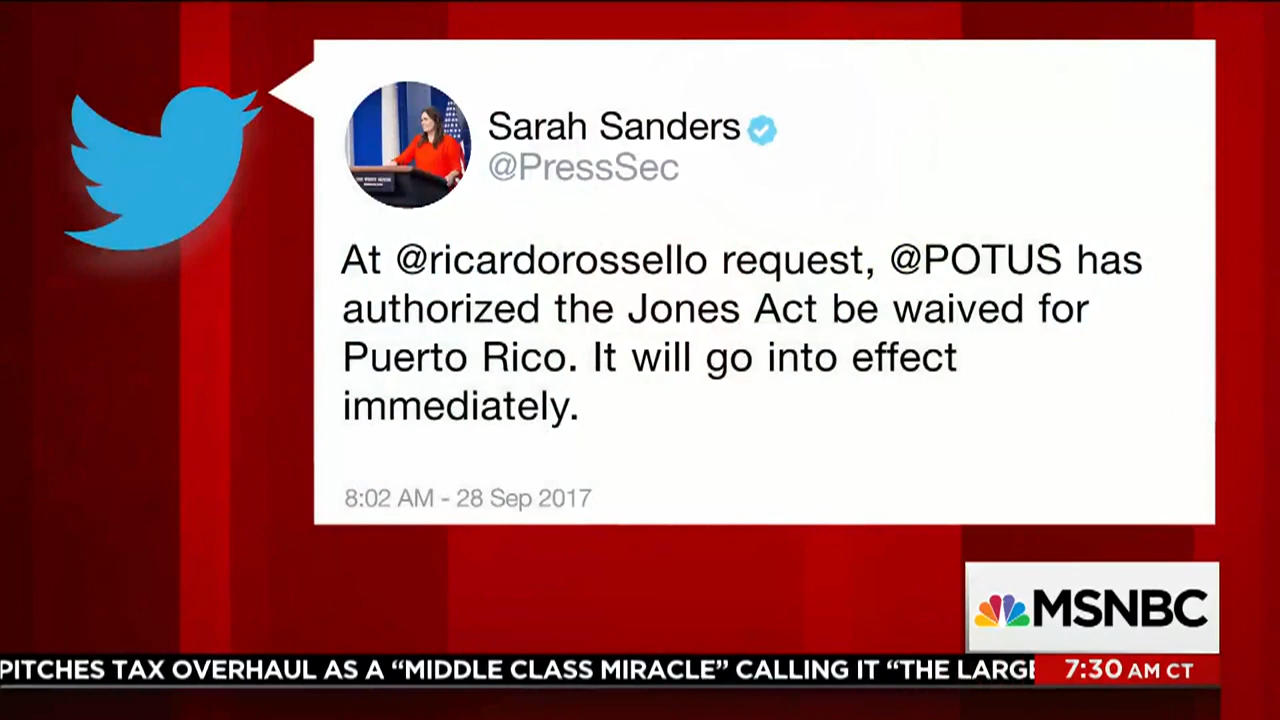 Sarah Sanders
@PressSec
At @ricardorossello request, @POTUS has
authorized the Jones Act be waived for
Puerto Rico. It will go into effect
immediately.
8:02 AM - 28 Sep 2017
MSNBC
PITCHES TAX OVERHAUL AS A “MIDDLE CLASS MIRACLE” CALLING IT “THE LARGE
7:30 AM CT